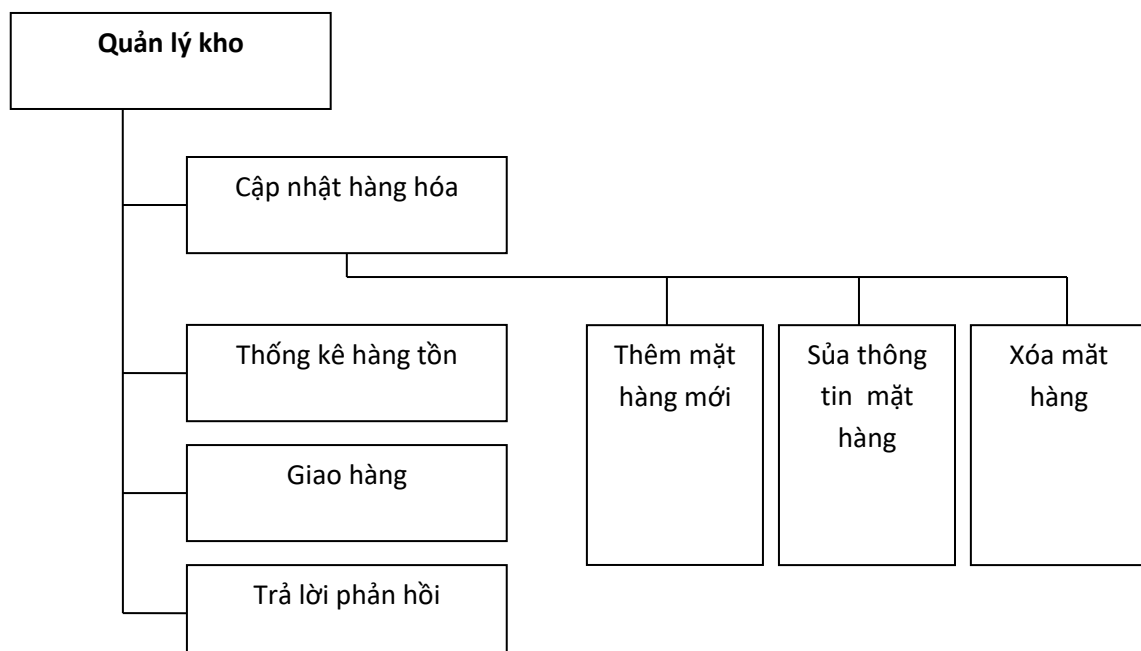 Quản lý kho
Cập nhật hàng hóa
Thống kê hàng tồn
Thêm mặt
hàng mới
Sủa thông
tin mặt
hàng
Xóa măt
hàng
Giao hàng
Trả lời phản hồi